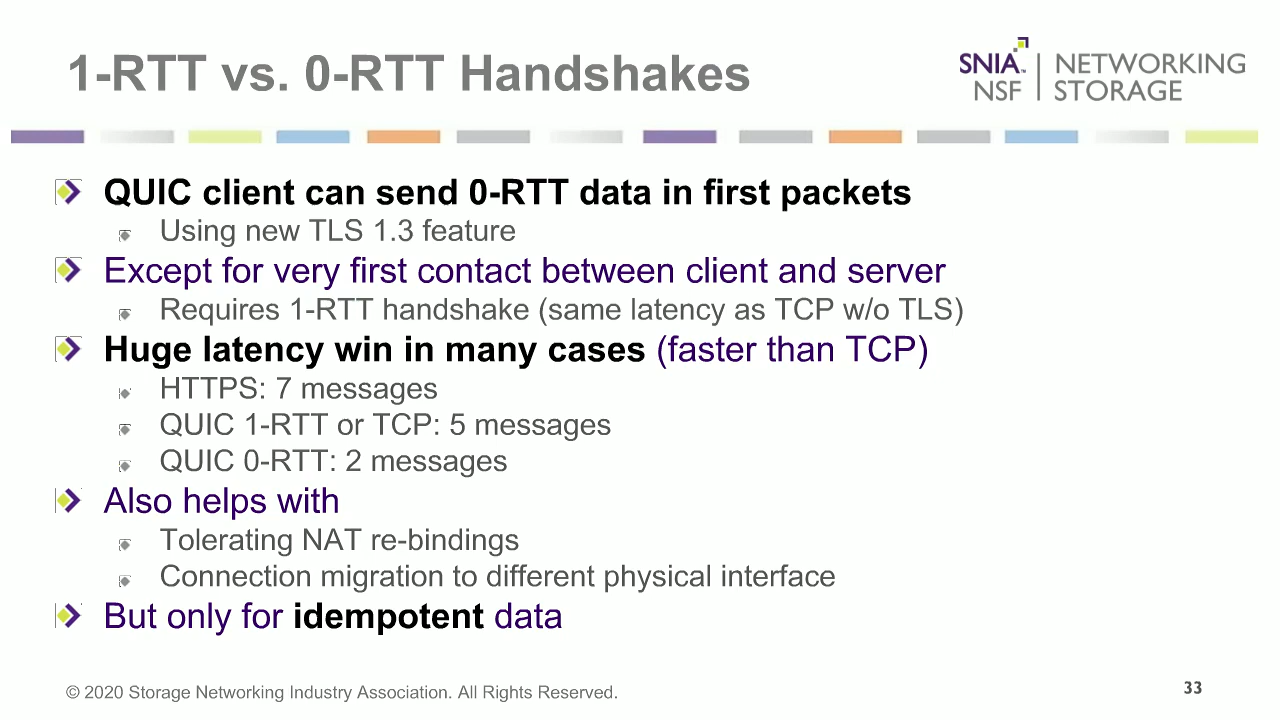 1-RTT vs. 0-RTT Handshakes
SNIA™ NSF | NETWORKING STORAGE
QUIC client can send 0-RTT data in first packets
Using new TLS 1.3 feature
Except for very first contact between client and server
Requires 1-RTT handshake (same latency as TCP w/o TLS)
Huge latency win in many cases (faster than TCP)
HTTPS: 7 messages
QUIC 1-RTT or TCP: 5 messages
QUIC 0-RTT: 2 messages
Also helps with
Tolerating NAT re-bindings
Connection migration to different physical interface
But only for idempotent data
© 2020 Storage Networking Industry Association. All Rights Reserved.
33